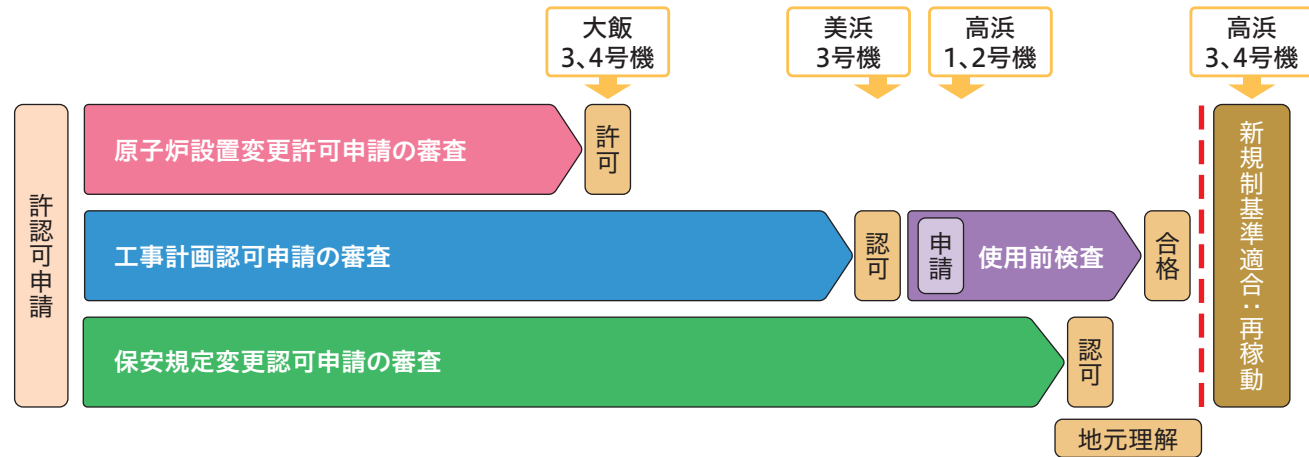 大飯
3、4号機
美浜
3号機
高浜
1、2号機
高浜
3、4号機
許認可申請
原子炉設置変更許可申請の審査
許可
工事計画認可申請の審査
認可
申請
使用前検査
合格
保安規定変更認可申請の審査
認可
地元理解
新規制基準適合：再稼動